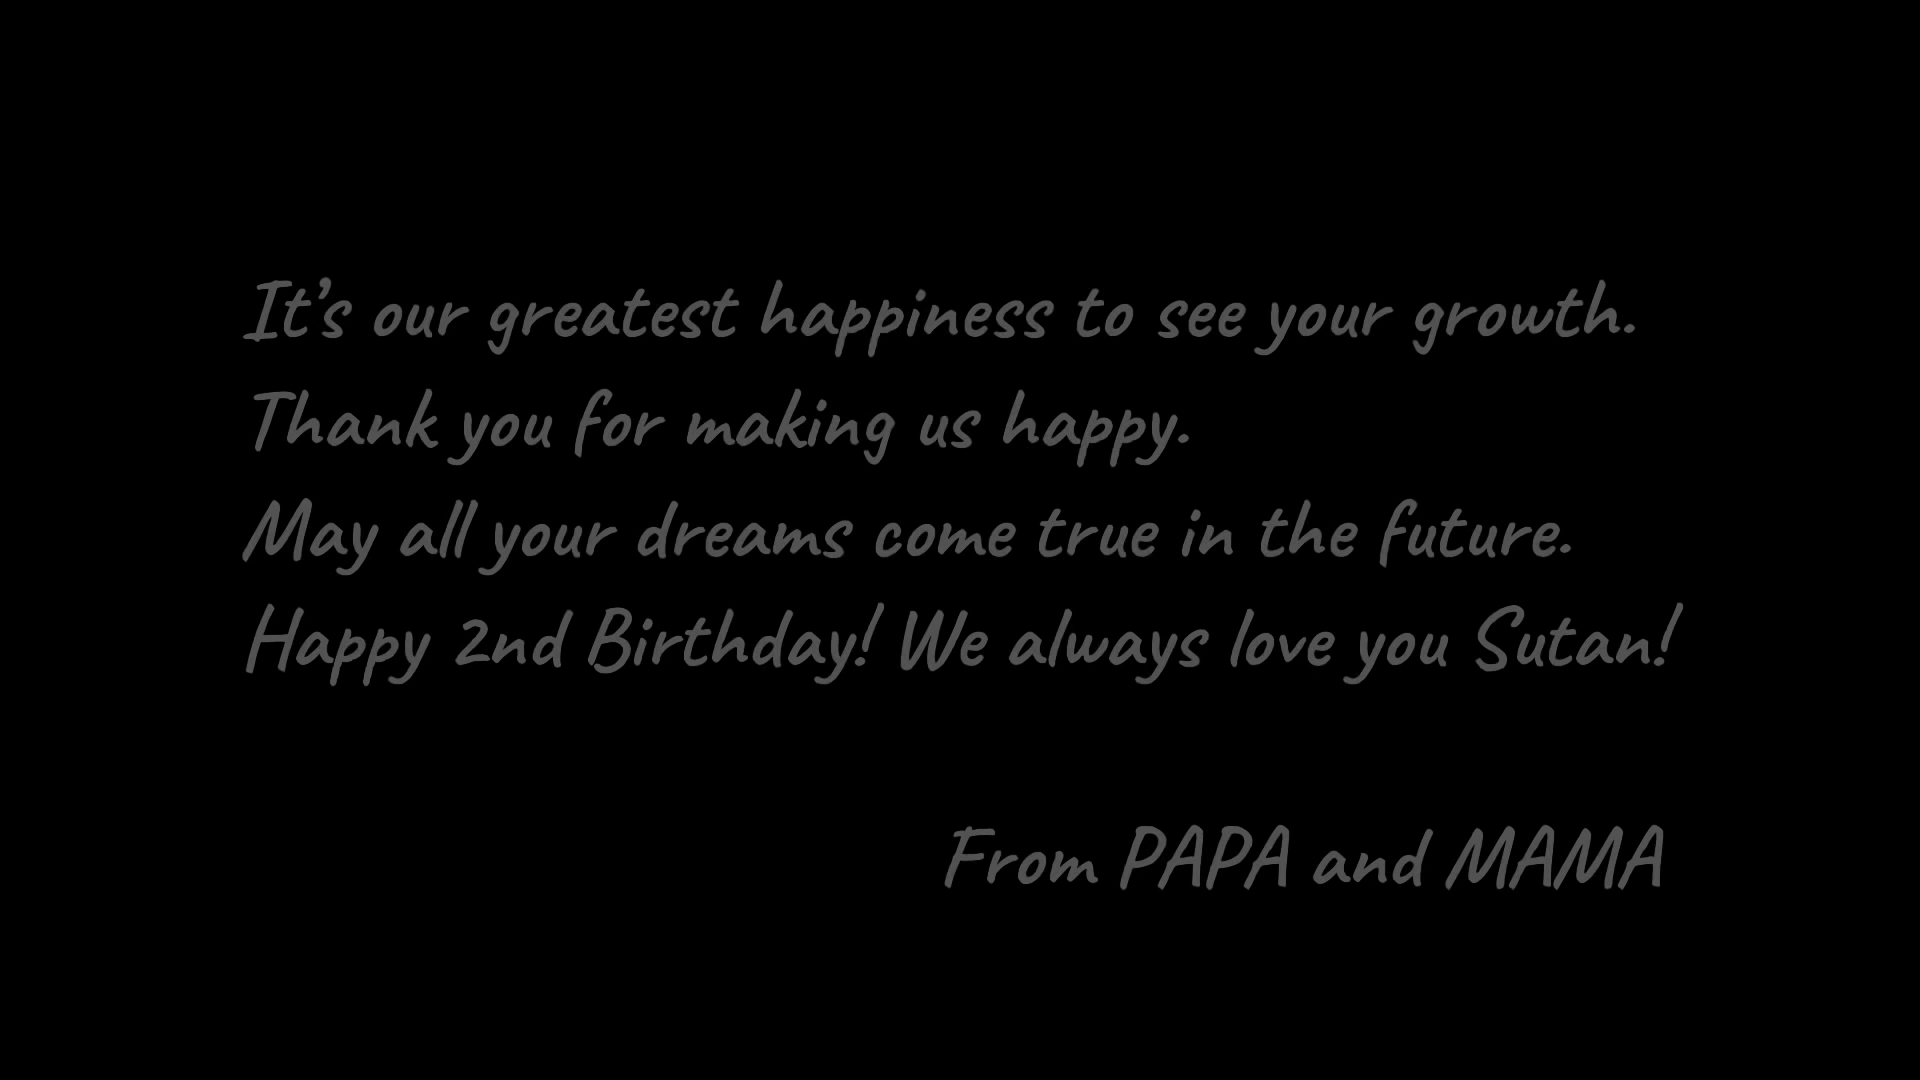 It’s our greatest happiness to see your growth.
Thank you for making us happy.
May all your dreams come true in the future.
Happy 2nd Birthday! We always love you Sutan!
From PAPA and MAMA